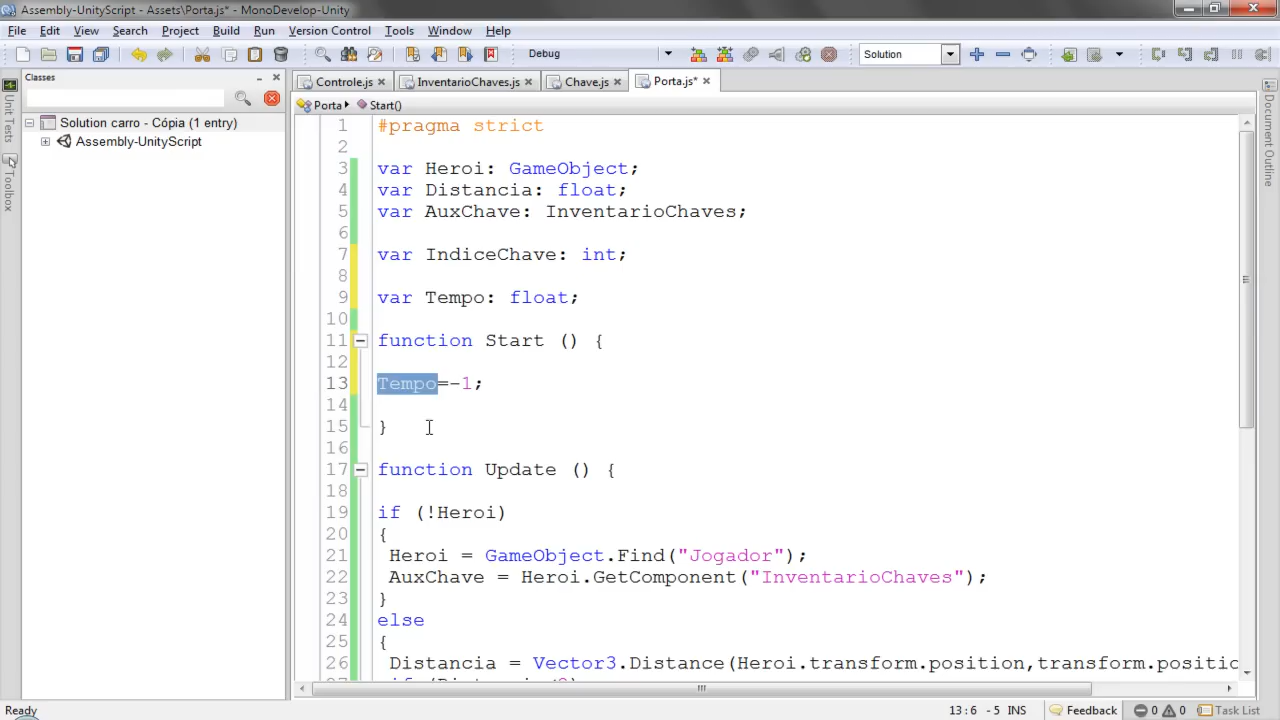 Assembly-UnityScript - Assets\Porta.js* - MonoDevelop-Unity
File Edit View Search Project Build Run Version Control Tools Window Help
Debug
Solution
Unit Tests
Toolbox
Classes
Solution carro - Cópia (1 entry)
Assembly-UnityScript
Controle.js InventarioChaves.js Chave.js Porta.js*
Porta Start()
1 #pragma strict
2
3 var Heroi: GameObject;
4 var Distancia: float;
5 var AuxChave: InventarioChaves;
6
7 var IndiceChave: int;
8
9 var Tempo: float;
10
11 function Start () {
12
13 Tempo=-1;
14
15 }
16
17 function Update () {
18
19 if (!Heroi)
20 {
21 Heroi = GameObject.Find("Jogador");
22 AuxChave = Heroi.GetComponent("InventarioChaves");
23 }
24 else
25 {
26 Distancia = Vector3.Distance(Heroi.transform.position,transform.positio
Document Outline
Ready
13 : 6 - 5 INS
Feedback
0 0
Task List